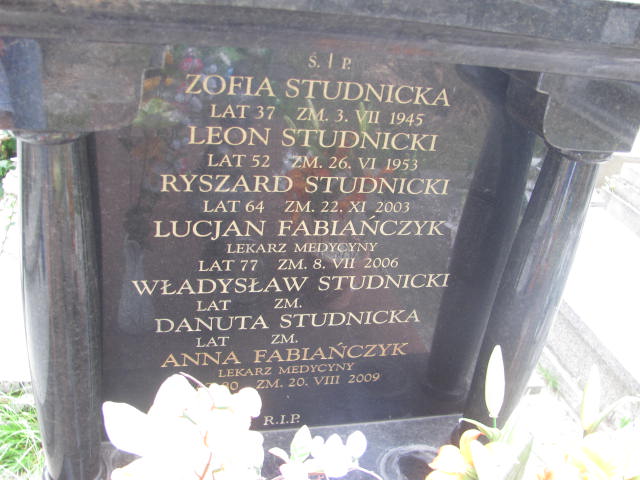 Ś. † P.
ZOFIA STUDNICKA
LAT 37 ZM. 3. VII 1945
LEON STUDNICKI
LAT 52 ZM. 26. VI 1953
RYSZARD STUDNICKI
LAT 64 ZM. 22. XI 2003
LUCJAN FABIAŃCZYK
LEKARZ MEDYCYNY
LAT 77 ZM. 8. VII 2006
WŁADYSŁAW STUDNICKI
LAT ZM.
DANUTA STUDNICKA
LAT ZM.
ANNA FABIAŃCZYK
LEKARZ MEDYCYNY
ZM. 20. VIII 2009
R.I.P.